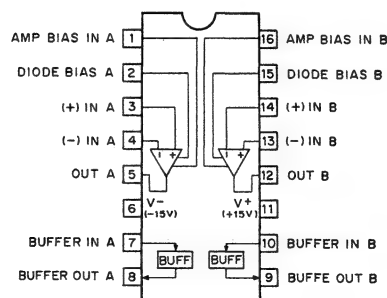 AMP BIAS IN A 1 16 AMP BIAS IN B
DIODE BIAS A 2 15 DIODE BIAS B
(+) IN A 3 14 (+) IN B
(-) IN A 4 13 (-) IN B
- + - +
OUT A 5 12 OUT B
V- V+
6 (-15V) (+15V) 11
BUFFER IN A 7 10 BUFFER IN B
BUFF BUFF
BUFFER OUT A 8 9 BUFFE OUT B